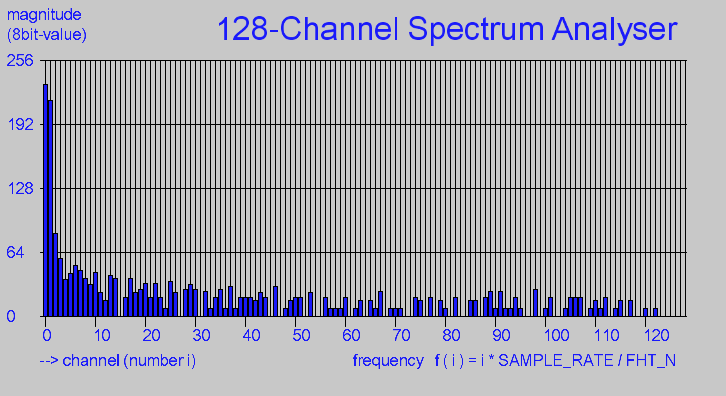 magnitude
(8bit-value)
128-Channel Spectrum Analyser
256
192
128
64
0
0 10 20 30 40 50 60 70 80 90 100 110 120
--> channel (number i)
frequency f ( i ) = i * SAMPLE_RATE / FHT_N